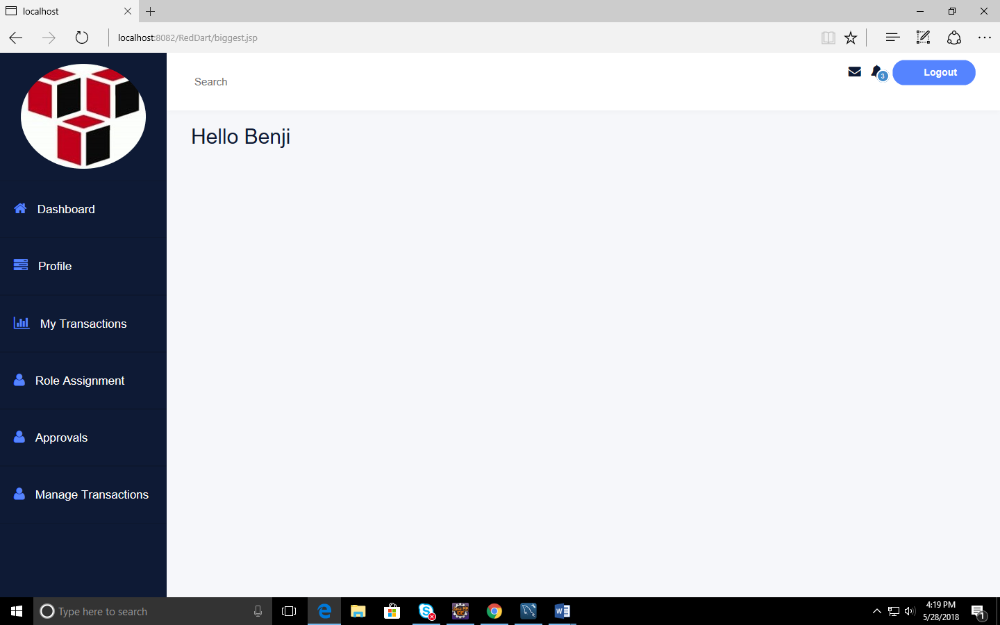 localhost
localhost:8082/RedDart/biggest.jsp
Search
3
Logout
Hello Benji
Dashboard
Profile
My Transactions
Role Assignment
Approvals
Manage Transactions
Type here to search
4:19 PM
5/28/2018
1